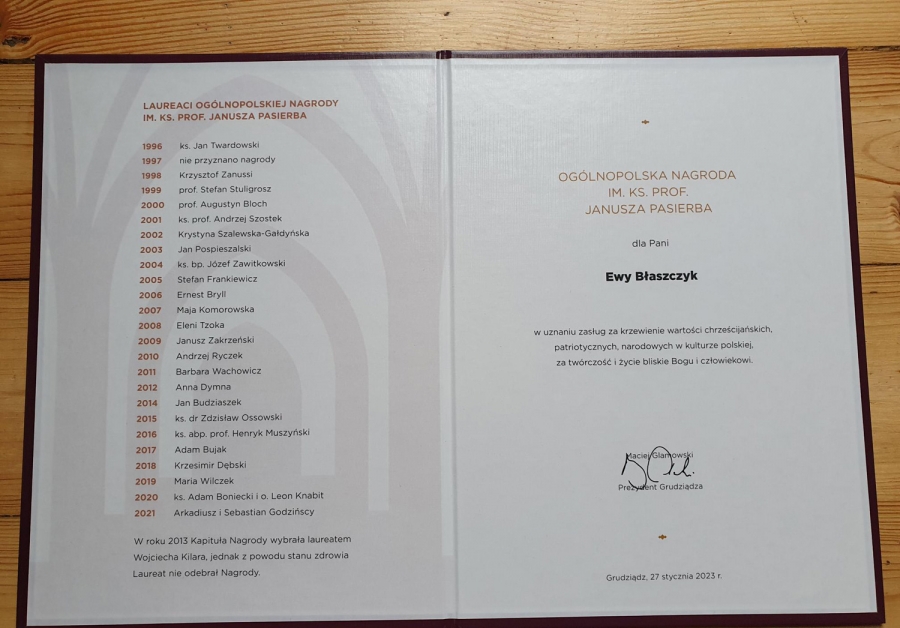 LAUREACI OGÓLNOPOLSKIEJ NAGRODY
IM. KS. PROF. JANUSZA PASIERBA
1996 ks. Jan Twardowski
1997 nie przyznano nagrody
1998 Krzysztof Zanussi
1999 prof. Stefan Stuligrosz
2000 prof. Augustyn Bloch
2001 ks. prof. Andrzej Szostek
2002 Krystyna Szalewska-Gałdyńska
2003 Jan Pospieszalski
2004 ks. bp. Józef Zawitkowski
2005 Stefan Frankiewicz
2006 Ernest Bryll
2007 Maja Komorowska
2008 Eleni Tzoka
2009 Janusz Zakrzeński
2010 Andrzej Ryczek
2011 Barbara Wachowicz
2012 Anna Dymna
2014 Jan Budziaszek
2015 ks. dr Zdzisław Ossowski
2016 ks. abp. prof. Henryk Muszyński
2017 Adam Bujak
2018 Krzesimir Dębski
2019 Maria Wilczek
2020 ks. Adam Boniecki i o. Leon Knabit
2021 Arkadiusz i Sebastian Godzińscy
W roku 2013 Kapituła Nagrody wybrała laureatem
Wojciecha Kilara, jednak z powodu stanu zdrowia
Laureat nie odebrał Nagrody.
OGÓLNOPOLSKA NAGRODA
IM. KS. PROF.
JANUSZA PASIERBA
dla Pani
Ewy Błaszczyk
w uznaniu zasług za krzewienie wartości chrześcijańskich,
patriotycznych, narodowych w kulturze polskiej,
za twórczość i życie bliskie Bogu i człowiekowi.
Maciej Glamowski
Prezydent Grudziądza
Grudziądz, 27 stycznia 2023 r.